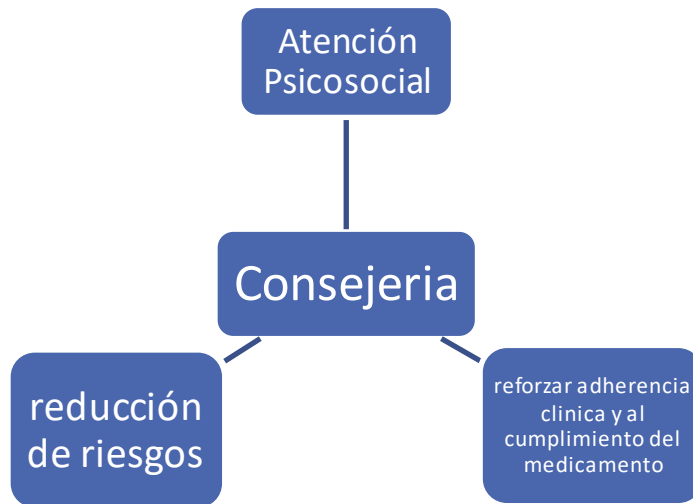 Atención
Psicosocial
Consejeria
reducción
de riesgos
reforzar adherencia
clinica y al
cumplimiento del
medicamento